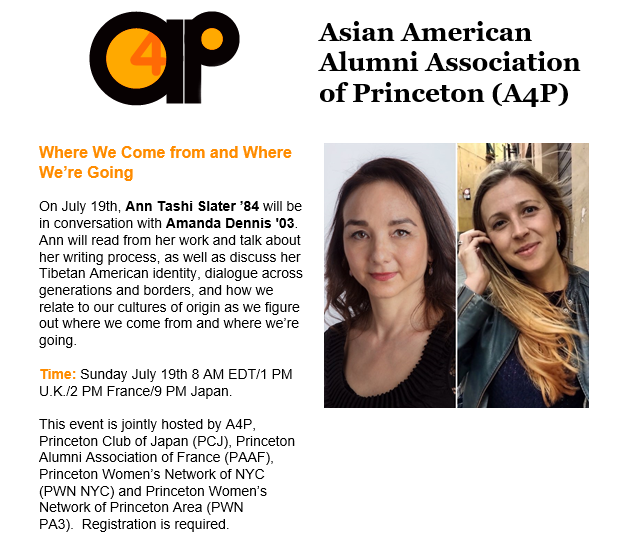 a4p
Asian American
Alumni Association
of Princeton (A4P)
Where We Come from and Where
We’re Going
On July 19th, Ann Tashi Slater ’84 will be
in conversation with Amanda Dennis '03.
Ann will read from her work and talk about
her writing process, as well as discuss her
Tibetan American identity, dialogue across
generations and borders, and how we
relate to our cultures of origin as we figure
out where we come from and where we’re
going.
Time: Sunday July 19th 8 AM EDT/1 PM
U.K./2 PM France/9 PM Japan.
This event is jointly hosted by A4P,
Princeton Club of Japan (PCJ), Princeton
Alumni Association of France (PAAF),
Princeton Women’s Network of NYC
(PWN NYC) and Princeton Women’s
Network of Princeton Area (PWN
PA3).  Registration is required.